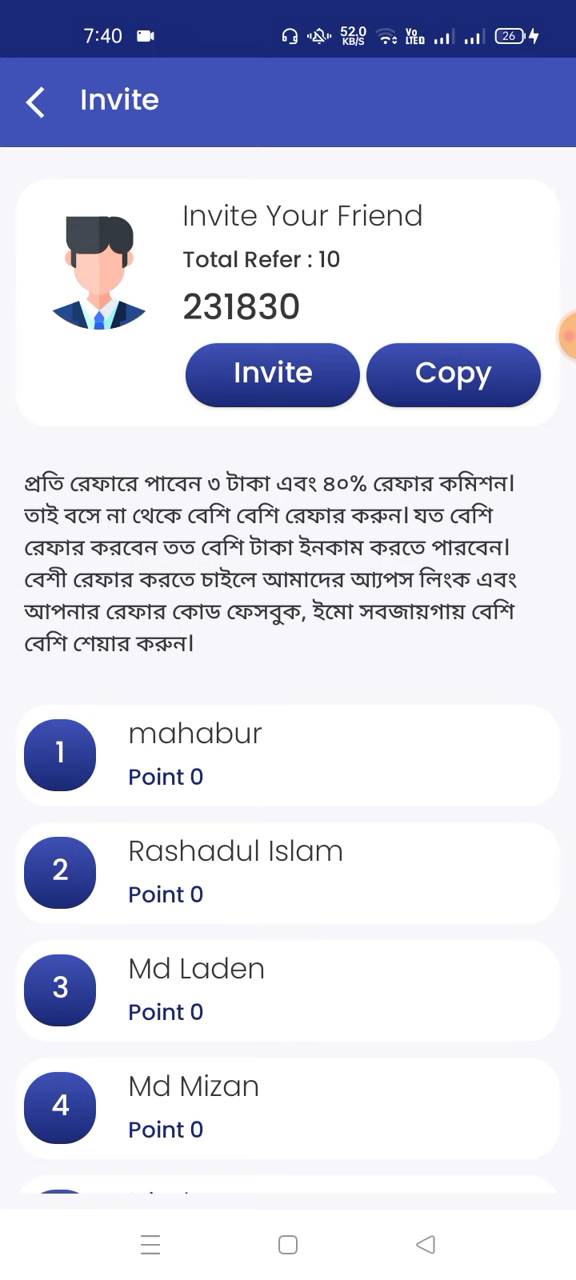 7:40
52.0
KB/S
Vo
LTE
26
Invite
Invite Your Friend
Total Refer : 10
231830
Invite
Copy
প্রতি রেফারে পাবেন ৩ টাকা এবং ৪০% রেফার কমিশন।
তাই বসে না থেকে বেশি বেশি রেফার করুন। যত বেশি
রেফার করবেন তত বেশি টাকা ইনকাম করতে পারবেন।
বেশী রেফার করতে চাইলে আমাদের আ্যপস লিংক এবং
আপনার রেফার কোড ফেসবুক, ইমো সবজায়গায় বেশি
বেশি শেয়ার করুন।
1
mahabur
Point 0
2
Rashadul Islam
Point 0
3
Md Laden
Point 0
4
Md Mizan
Point 0